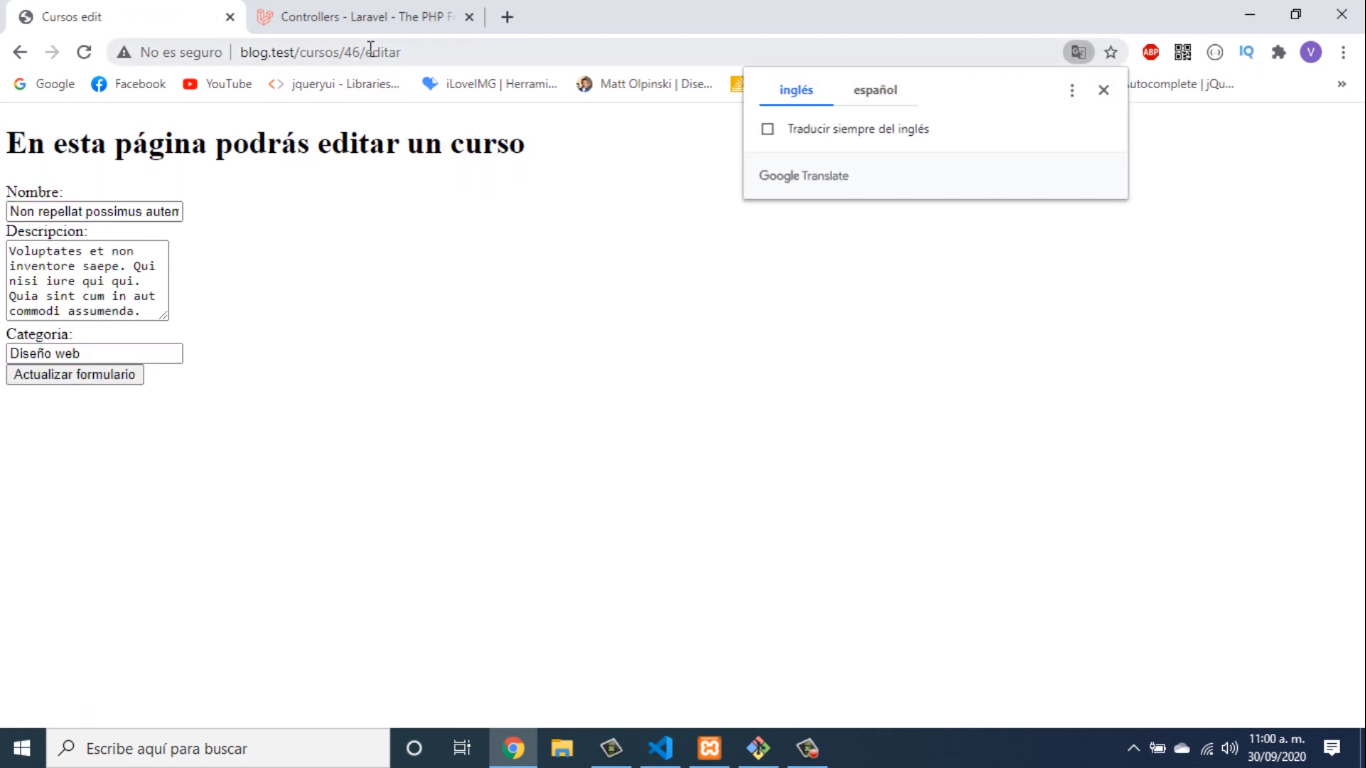 Cursos edit
Controllers - Laravel - The PHP F
No es seguro
blog.test/cursos/46/editar
ABP
IQ
V
Google
Facebook
YouTube
jqueryui - Libraries...
iLoveIMG | Herrami...
Matt Olpinski | Dise...
utocomplete | jQu...
inglés
español
Traducir siempre del inglés
Google Translate
En esta página podrás editar un curso
Nombre:
Non repellat possimus autem
Descripcion:
Voluptates et non
inventore saepe. Qui
nisi iure qui qui.
Quia sint cum in aut
commodi assumenda.
Categoria:
Diseño web
Actualizar formulario
Escribe aquí para buscar
11:00 a. m.
30/09/2020